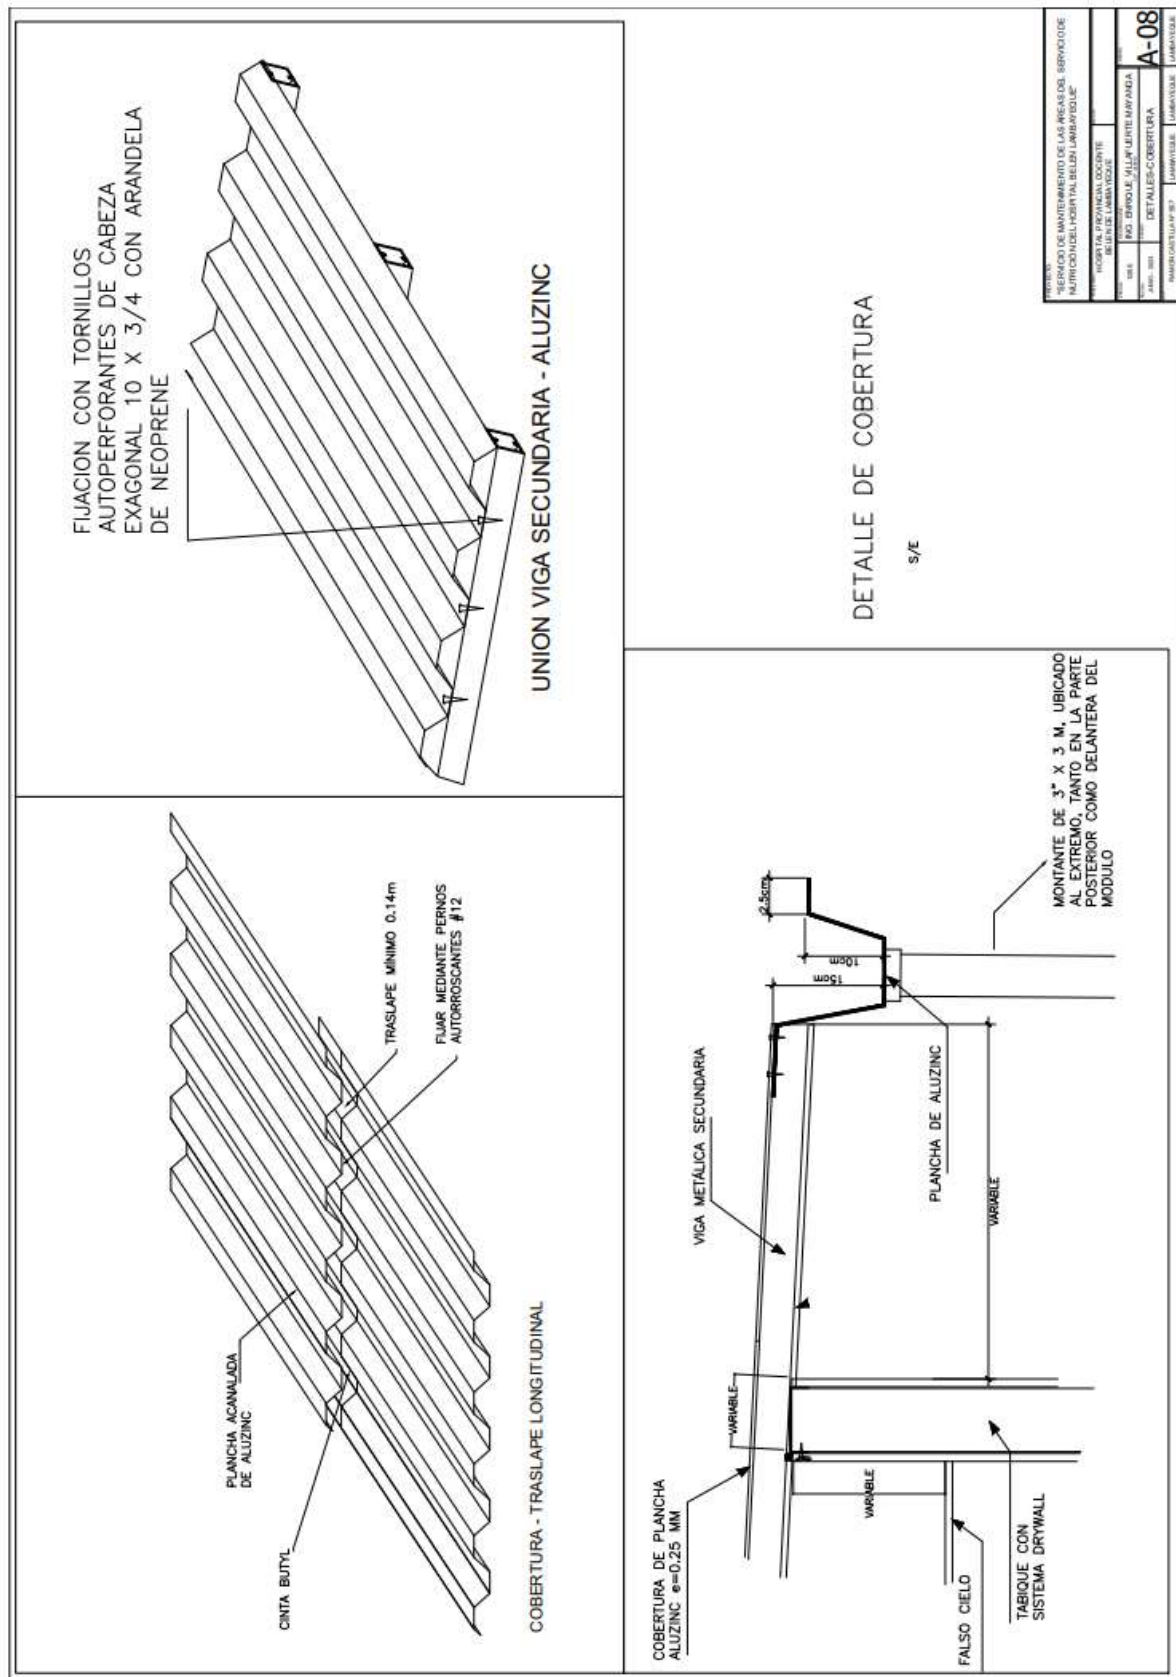 PLANCHA ACANALADA
DE ALUZINC
CINTA BUTYL
TRASLAPE MÍNIMO 0.14m
FIJAR MEDIANTE PERNOS
AUTORROSCANTES #12
COBERTURA - TRASLAPE LONGITUDINAL
FIJACION CON TORNILLOS
AUTOPERFORANTES DE CABEZA
EXAGONAL 10 X 3/4 CON ARANDELA
DE NEOPRENE
UNION VIGA SECUNDARIA - ALUZINC
COBERTURA DE PLANCHA
ALUZINC e=0.25 MM
VIGA METÁLICA SECUNDARIA
VARIABLE
VARIABLE
VARIABLE
15cm
10cm
2.5cm
PLANCHA DE ALUZINC
FALSO CIELO
TABIQUE CON
SISTEMA DRYWALL
MONTANTE DE 3" X 3 M, UBICADO
AL EXTREMO, TANTO EN LA PARTE
POSTERIOR COMO DELANTERA DEL
MODULO
DETALLE DE COBERTURA
S/E
"SERVICIO DE MANTENIMIENTO DE LAS AREAS DEL SERVICIO DE
NUTRICION DEL HOSPITAL BELEN LAMBAYEQUE"
HOSPITAL PROVINCIAL DOCENTE
BELEN DE LAMBAYEQUE
ING. ENRIQUE VILLAFUERTE MAYANGA
DETALLES-COBERTURA
A-08
LAMBAYEQUE
LAMBAYEQUE
LAMBAYEQUE